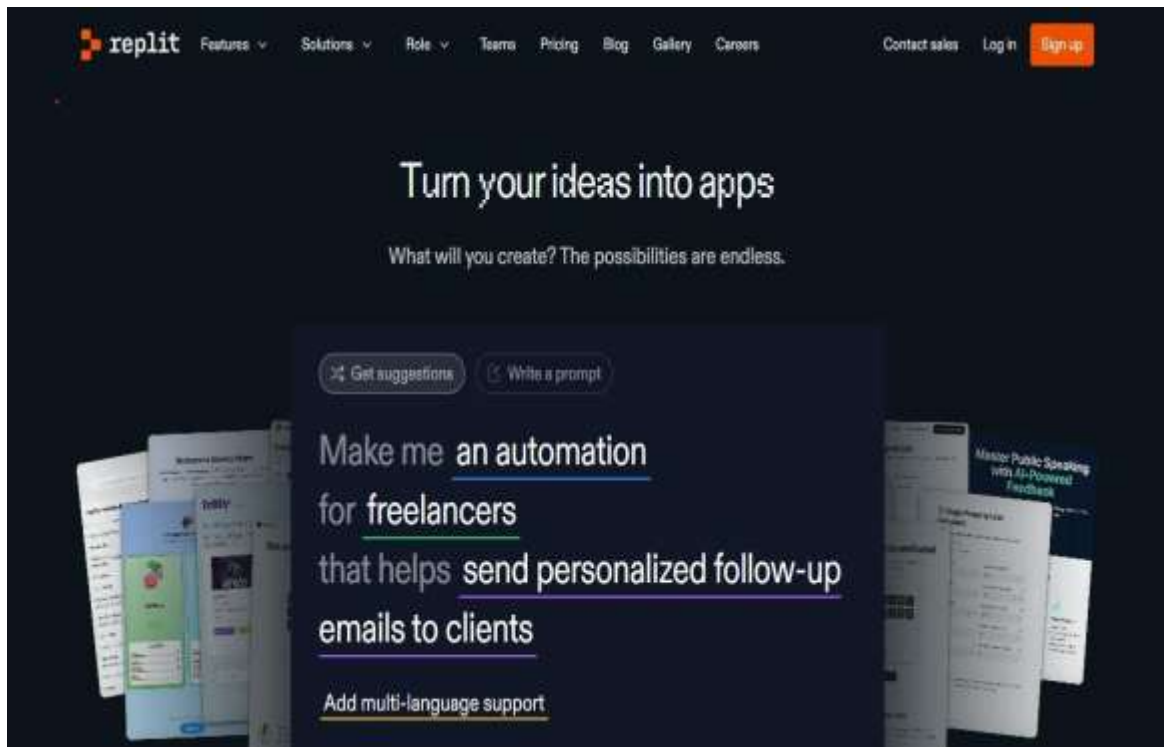 replit Features Solutions Role Teams Pricing Blog Gallery Careers Contact sales Log in Sign up
Turn your ideas into apps
What will you create? The possibilities are endless.
Get suggestions Write a prompt
Make me an automation
for freelancers
that helps send personalized follow-up
emails to clients
Add multi-language support
Master Public Speaking
with AI-Powered
Feedback